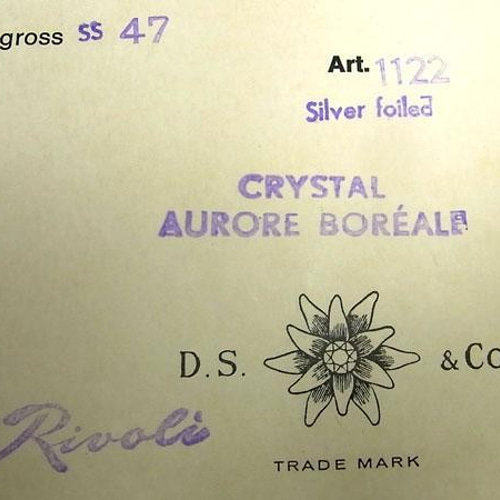 gross SS 47
Art. 1122
Silver foiled
CRYSTAL
AURORE BORÉALE
D.S. & Co
Rivoli
TRADE MARK